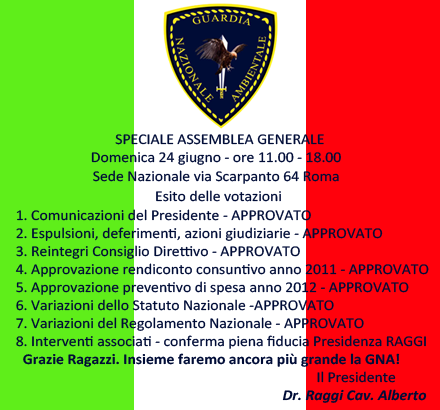 GUARDIA
NAZIONALE
AMBIENTALE
SPECIALE ASSEMBLEA GENERALE
Domenica 24 giugno - ore 11.00 - 18.00
Sede Nazionale via Scarpanto 64 Roma
Esito delle votazioni
1. Comunicazioni del Presidente - APPROVATO
2. Espulsioni, deferimenti, azioni giudiziarie - APPROVATO
3. Reintegri Consiglio Direttivo - APPROVATO
4. Approvazione rendiconto consuntivo anno 2011 - APPROVATO
5. Approvazione preventivo di spesa anno 2012 - APPROVATO
6. Variazioni dello Statuto Nazionale -APPROVATO
7. Variazioni del Regolamento Nazionale - APPROVATO
8. Interventi associati - conferma piena fiducia Presidenza RAGGI
Grazie Ragazzi. Insieme faremo ancora più grande la GNA!
Il Presidente
Dr. Raggi Cav. Alberto